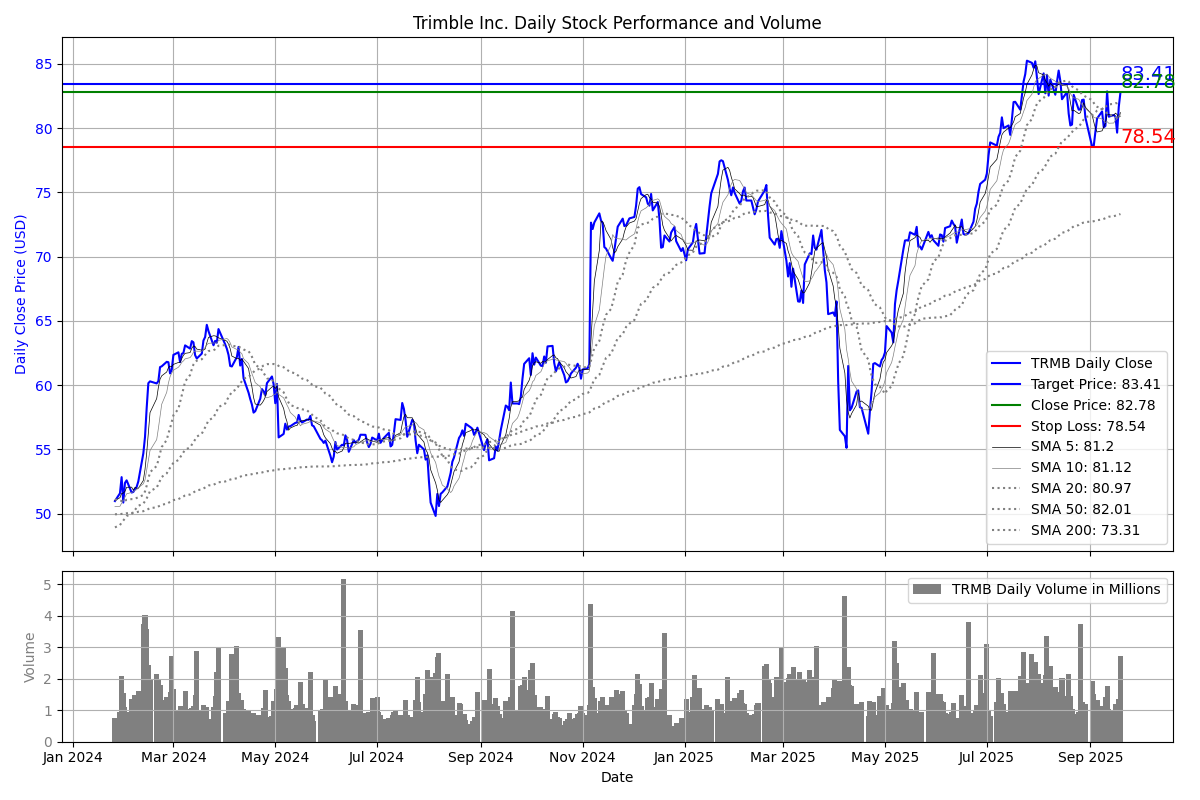 Trimble Inc. Daily Stock Performance and Volume
Daily Close Price (USD)
85
80
75
70
65
60
55
50
83.41
82.78
78.54
TRMB Daily Close
Target Price: 83.41
Close Price: 82.78
Stop Loss: 78.54
SMA 5: 81.2
SMA 10: 81.12
SMA 20: 80.97
SMA 50: 82.01
SMA 200: 73.31
Volume
5
4
3
2
1
0
TRMB Daily Volume in Millions
Jan 2024 Mar 2024 May 2024 Jul 2024 Sep 2024 Nov 2024 Jan 2025 Mar 2025 May 2025 Jul 2025 Sep 2025
Date